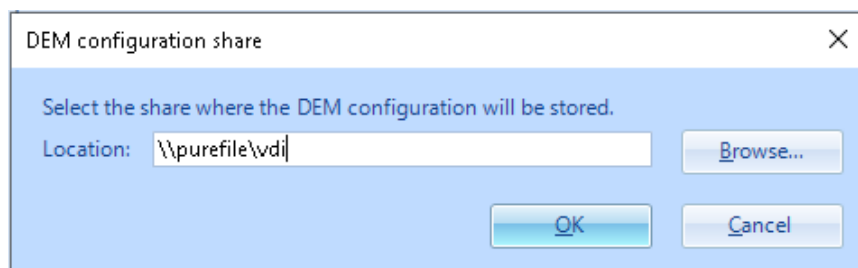 DEM configuration share
Select the share where the DEM configuration will be stored.
Location: \\purefile\vdi Browse...
OK Cancel